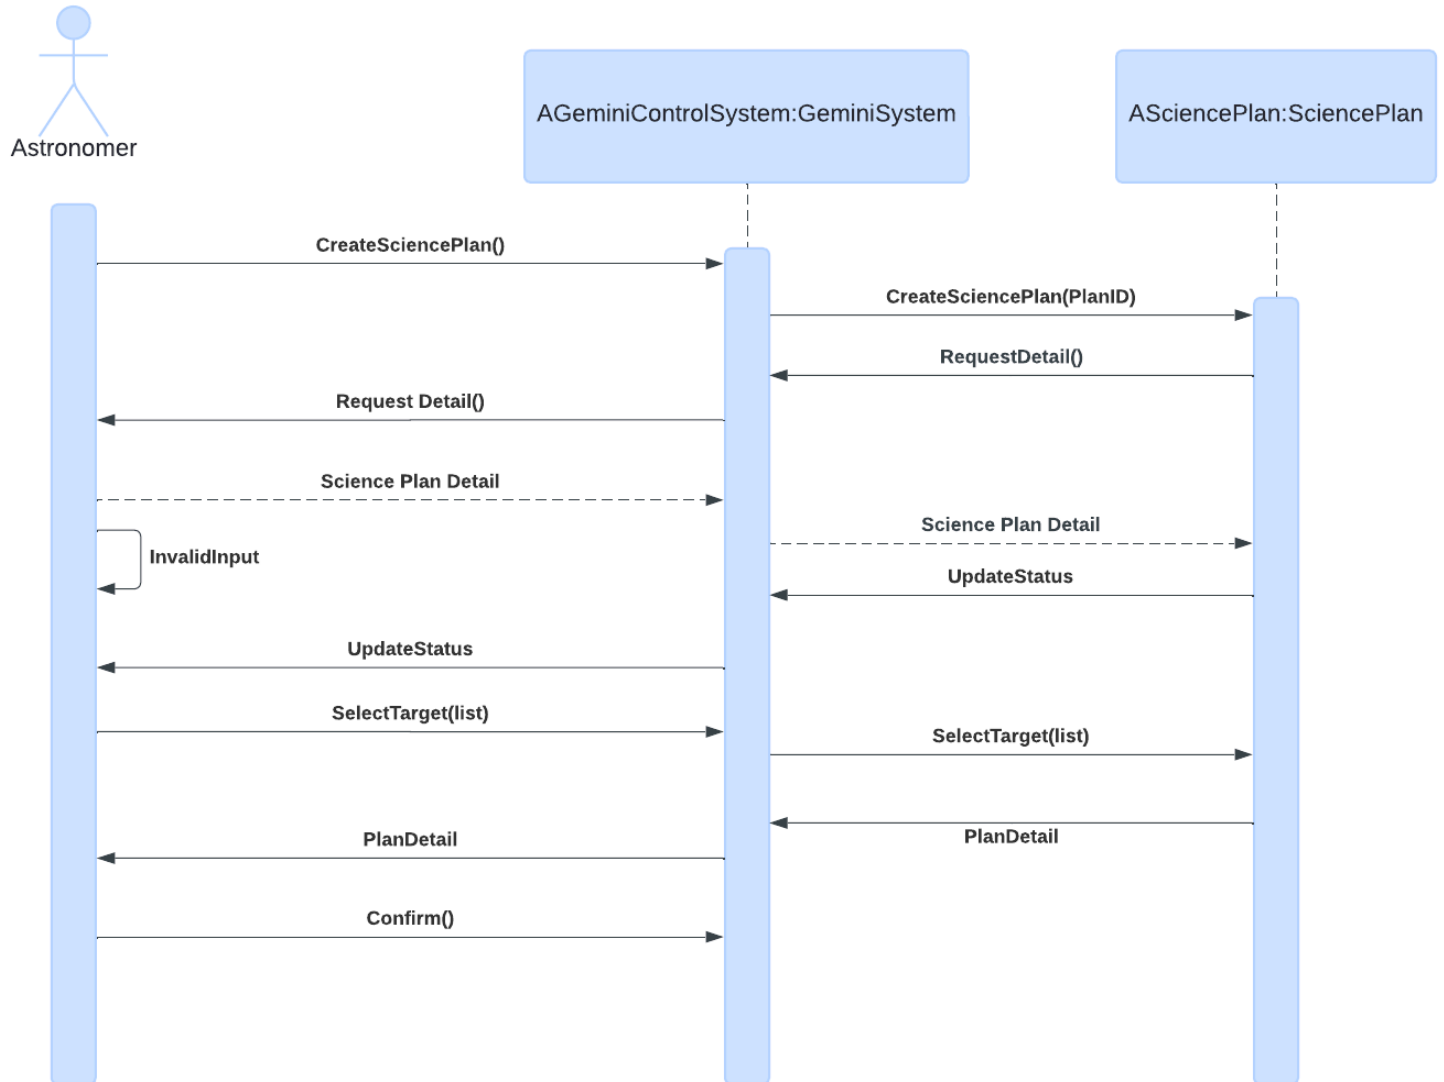 Astronomer
AGeminiControlSystem:GeminiSystem
ASciencePlan:SciencePlan
CreateSciencePlan()
CreateSciencePlan(PlanID)
RequestDetail()
Request Detail()
Science Plan Detail
Science Plan Detail
InvalidInput
UpdateStatus
UpdateStatus
SelectTarget(list)
SelectTarget(list)
PlanDetail
PlanDetail
Confirm()